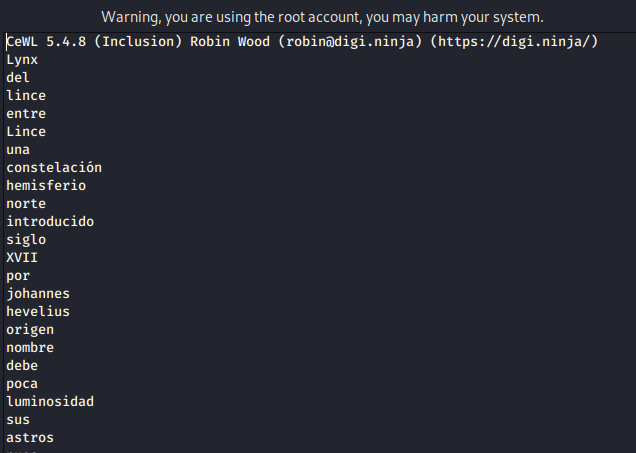 Warning, you are using the root account, you may harm your system.
CeWL 5.4.8 (Inclusion) Robin Wood (robin@digi.ninja) (https://digi.ninja/)
Lynx
del
lince
entre
Lince
una
constelación
hemisferio
norte
introducido
siglo
XVII
por
johannes
hevelius
origen
nombre
debe
poca
luminosidad
sus
astros